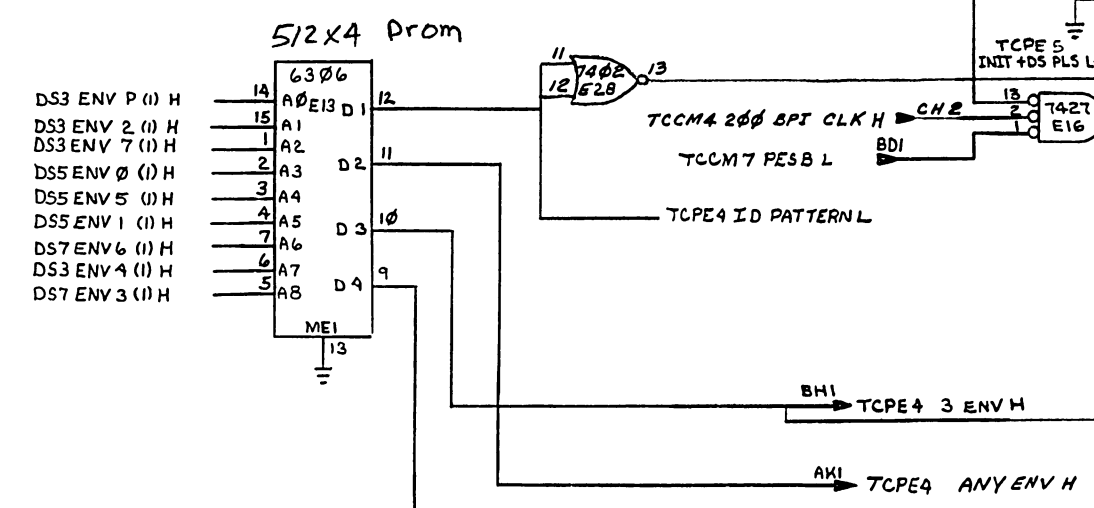 512x4 Prom
63Ø6
E13
DS3 ENV P (1) H 14 AØ
DS3 ENV 2 (1) H 15 A1
DS3 ENV 7 (1) H 1 A2
DS5 ENV Ø (1) H 2 A3
DS5 ENV 5 (1) H 3 A4
DS5 ENV 1 (1) H 4 A5
DS7 ENV 6 (1) H 7 A6
DS3 ENV 4 (1) H 6 A7
DS7 ENV 3 (1) H 5 A8
D1 12
D2 11
D3 1Ø
D4 9
ME1
13
11
12
7402
E28
13
TCPE5
INIT +DS PLS L
TCCM4 2ØØ BPI CLK H CH2
TCCM7 PESB L BD1
13
2
1
7427
E16
TCPE4 ID PATTERN L
BH1 TCPE4 3 ENV H
AK1 TCPE4 ANY ENV H